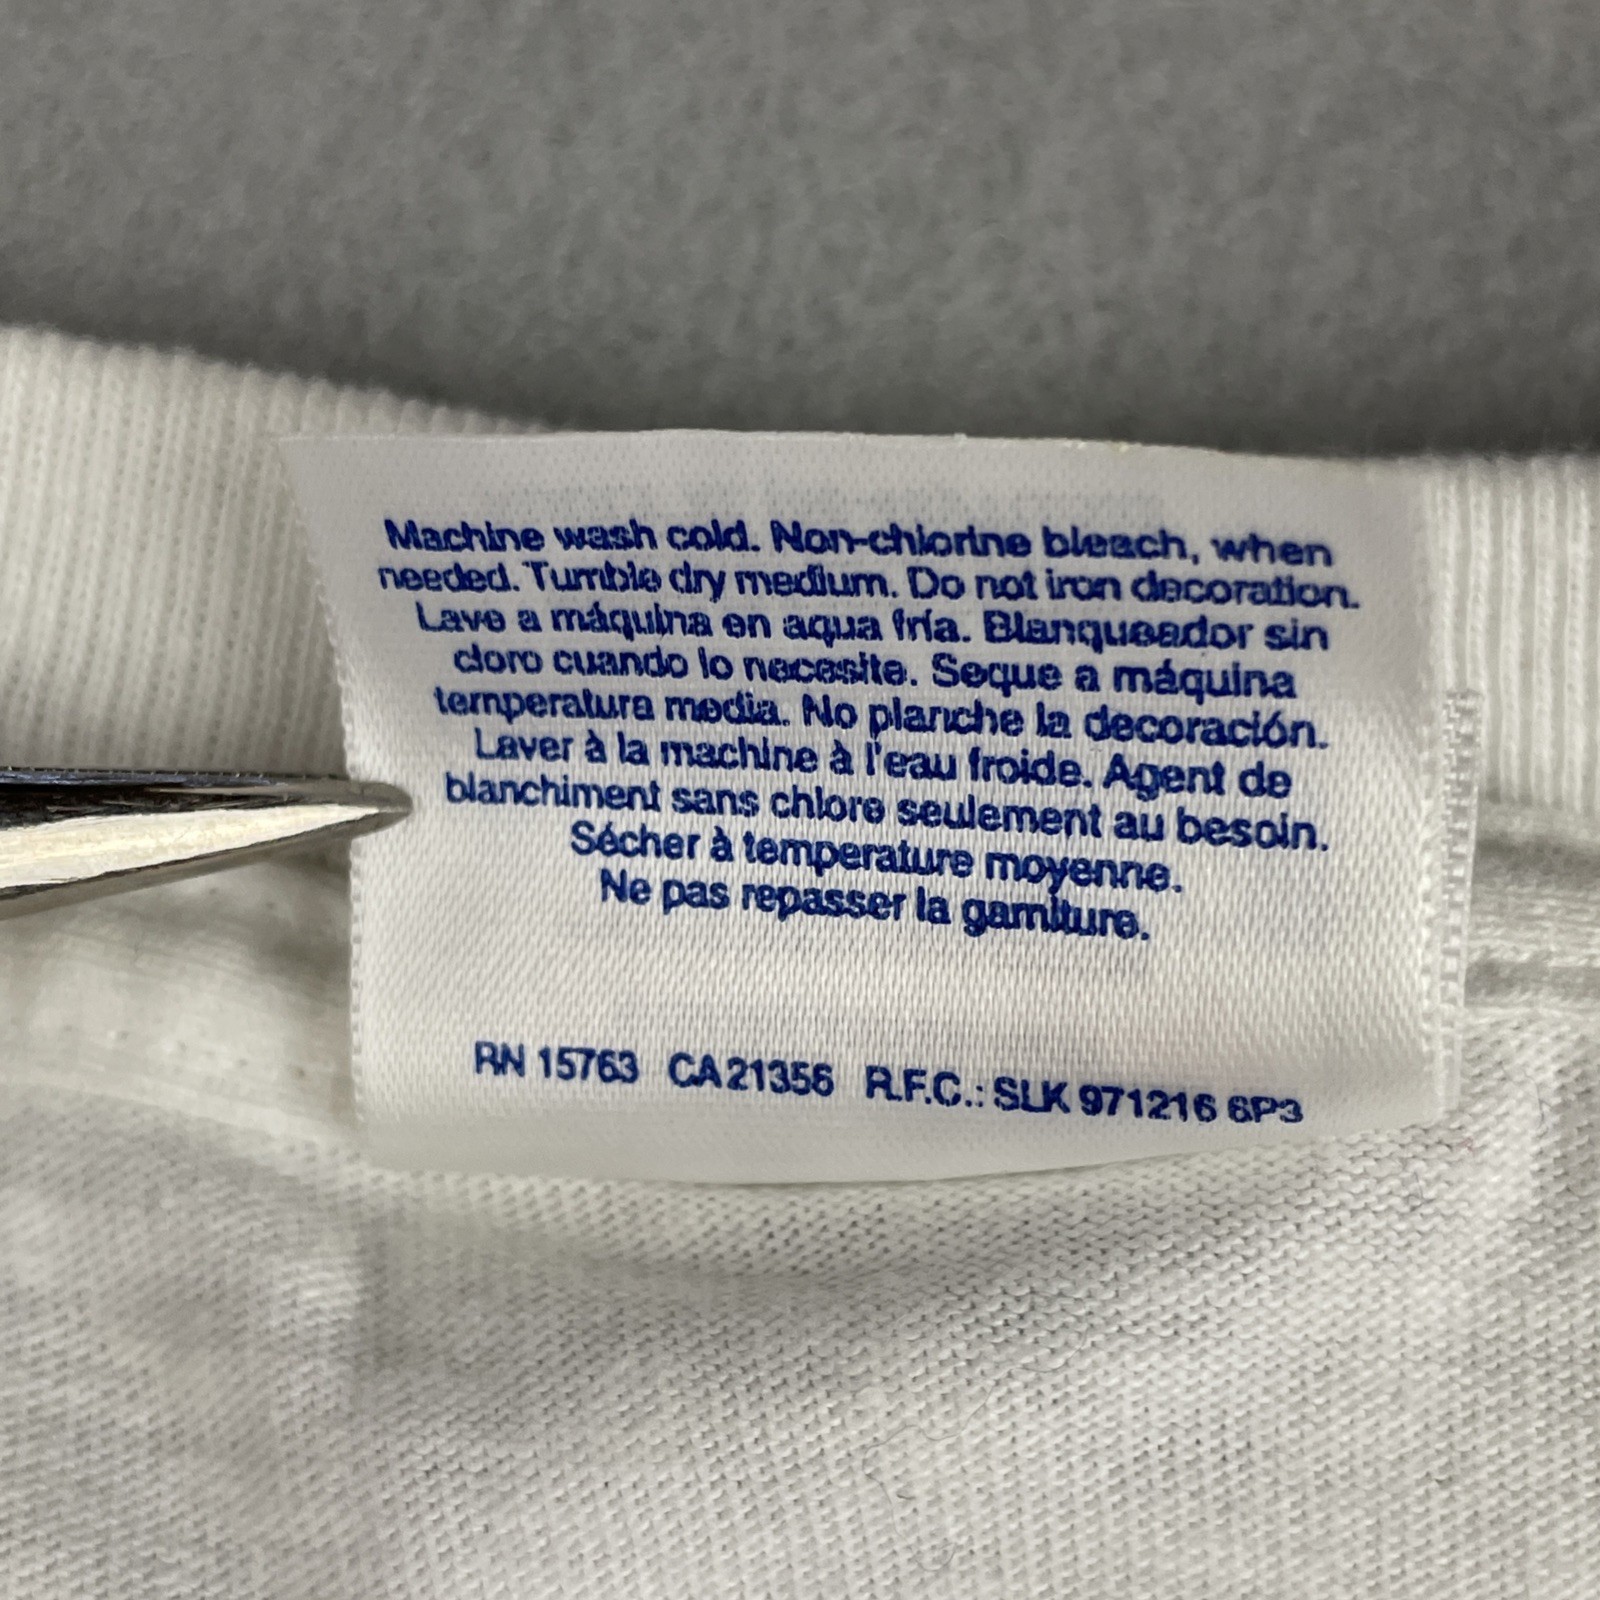 Machine wash cold. Non-chlorine bleach, when
needed. Tumble dry medium. Do not iron decoration.
Lave a máquina en aqua fría. Blanqueador sin
cloro cuando lo necesite. Seque a máquina
temperatura media. No planche la decoración.
Laver à la machine à l'eau froide. Agent de
blanchiment sans chlore seulement au besoin.
Sécher à temperature moyenne.
Ne pas repasser la garniture.
RN 15763 CA21356 R.F.C.: SLK 971216 6P3